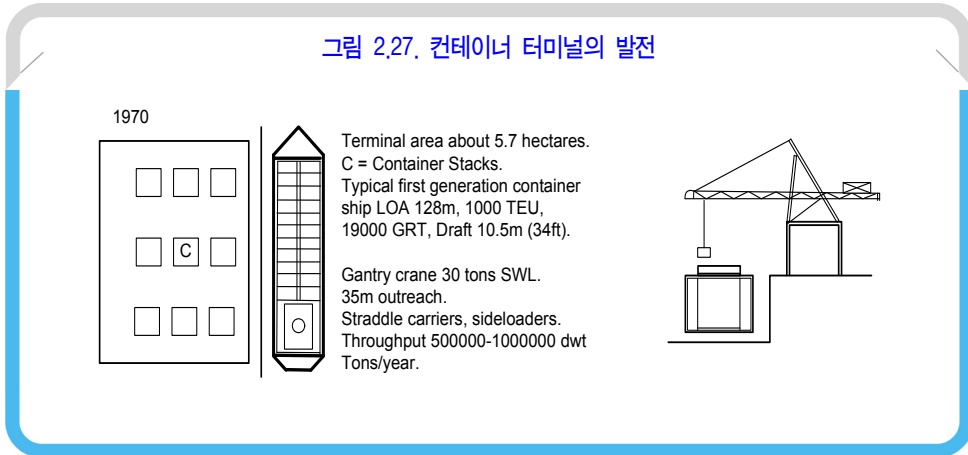 그림 2.27. 컨테이너 터미널의 발전
1970
C
Terminal area about 5.7 hectares.
C = Container Stacks.
Typical first generation container
ship LOA 128m, 1000 TEU,
19000 GRT, Draft 10.5m (34ft).
Gantry crane 30 tons SWL.
35m outreach.
Straddle carriers, sideloaders.
Throughput 500000-1000000 dwt
Tons/year.